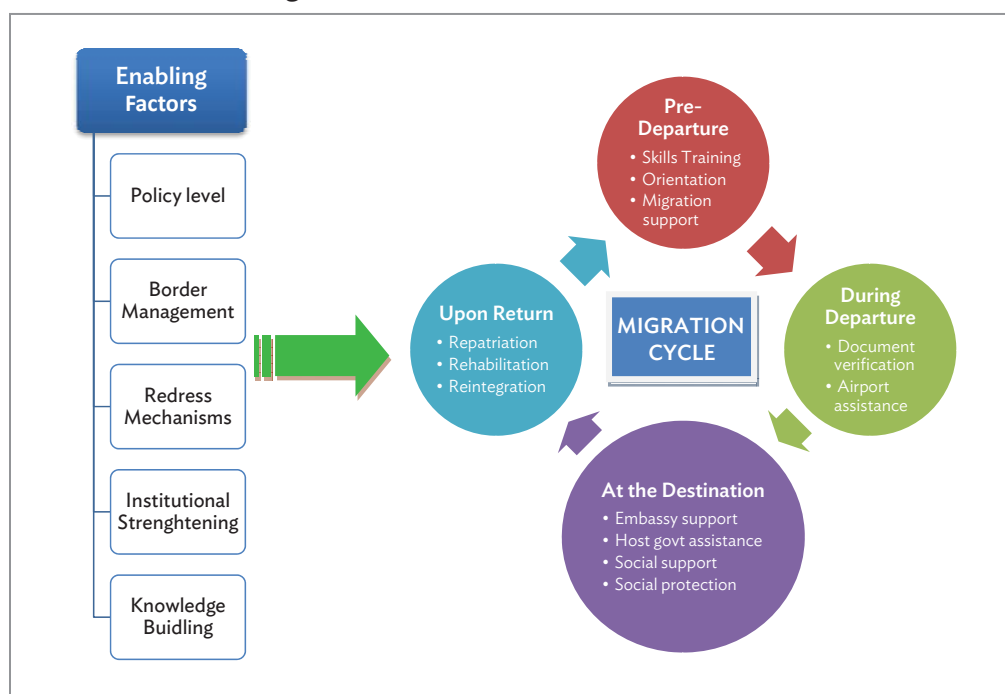 Enabling
Factors
Policy level
Border
Management
Redress
Mechanisms
Institutional
Strenghtening
Knowledge
Buidling
Pre-
Departure
• Skills Training
• Orientation
• Migration
support
During
Departure
• Document
verification
• Airport
assistance
At the Destination
• Embassy support
• Host govt assistance
• Social support
• Social protection
Upon Return
• Repatriation
• Rehabilitation
• Reintegration
MIGRATION
CYCLE